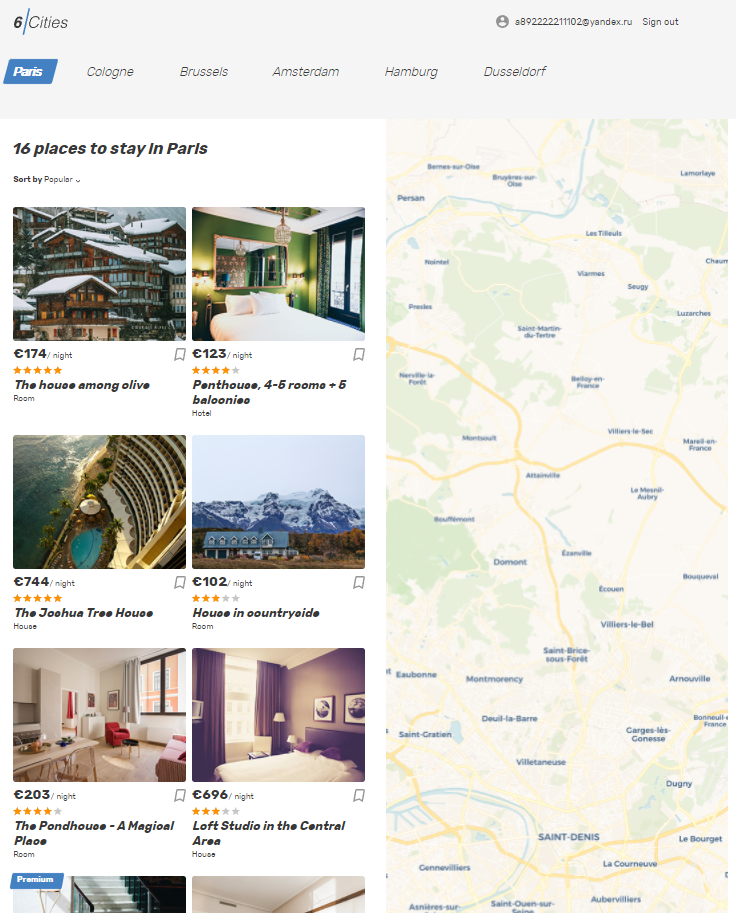 6 Cities
a892222211102@yandex.ru Sign out
Paris Cologne Brussels Amsterdam Hamburg Dusseldorf
16 places to stay in Paris
Sort by Popular
€174 / night
The house among olive
Room
€123 / night
Penthouse, 4-5 rooms + 5
balconies
Hotel
€744 / night
The Joshua Tree House
House
€102 / night
House in countryside
Room
€203 / night
The Pondhouse - A Magical
Place
Room
€696 / night
Loft Studio in the Central
Area
House
Premium
Bernes-sur-Oise
Bruyères-sur-
Oise
Lamorlaye
Persan
Les Tilleuls
Nointel
Chaum
Viarmes
Seugy
Presles
Luzarches
Saint-Martin-
du-Tertre
Nerville-la-
Forêt
Belloy-en-
France
Montsoult
Villiers-le-Sec
Mareil-en-
France
Attainville
Le Mesnil-
Aubry
Bouffémont
Ézanville
Domont
Bouqueval
Écouen
Villiers-le-Bel
Saint-Brice-
sous-Forêt
Eaubonne
Montmorency
Arnouville
Deuil-la-Barre
Bonneuil-
France
Saint-Gratien
Garges-lès-
Gonesse
Villetaneuse
Dugny
SAINT-DENIS
Le Bourget
La Courneuve
Gennevilliers
Aubervilliers
Asnières-sur-
Saint-Ouen-sur-
Seine